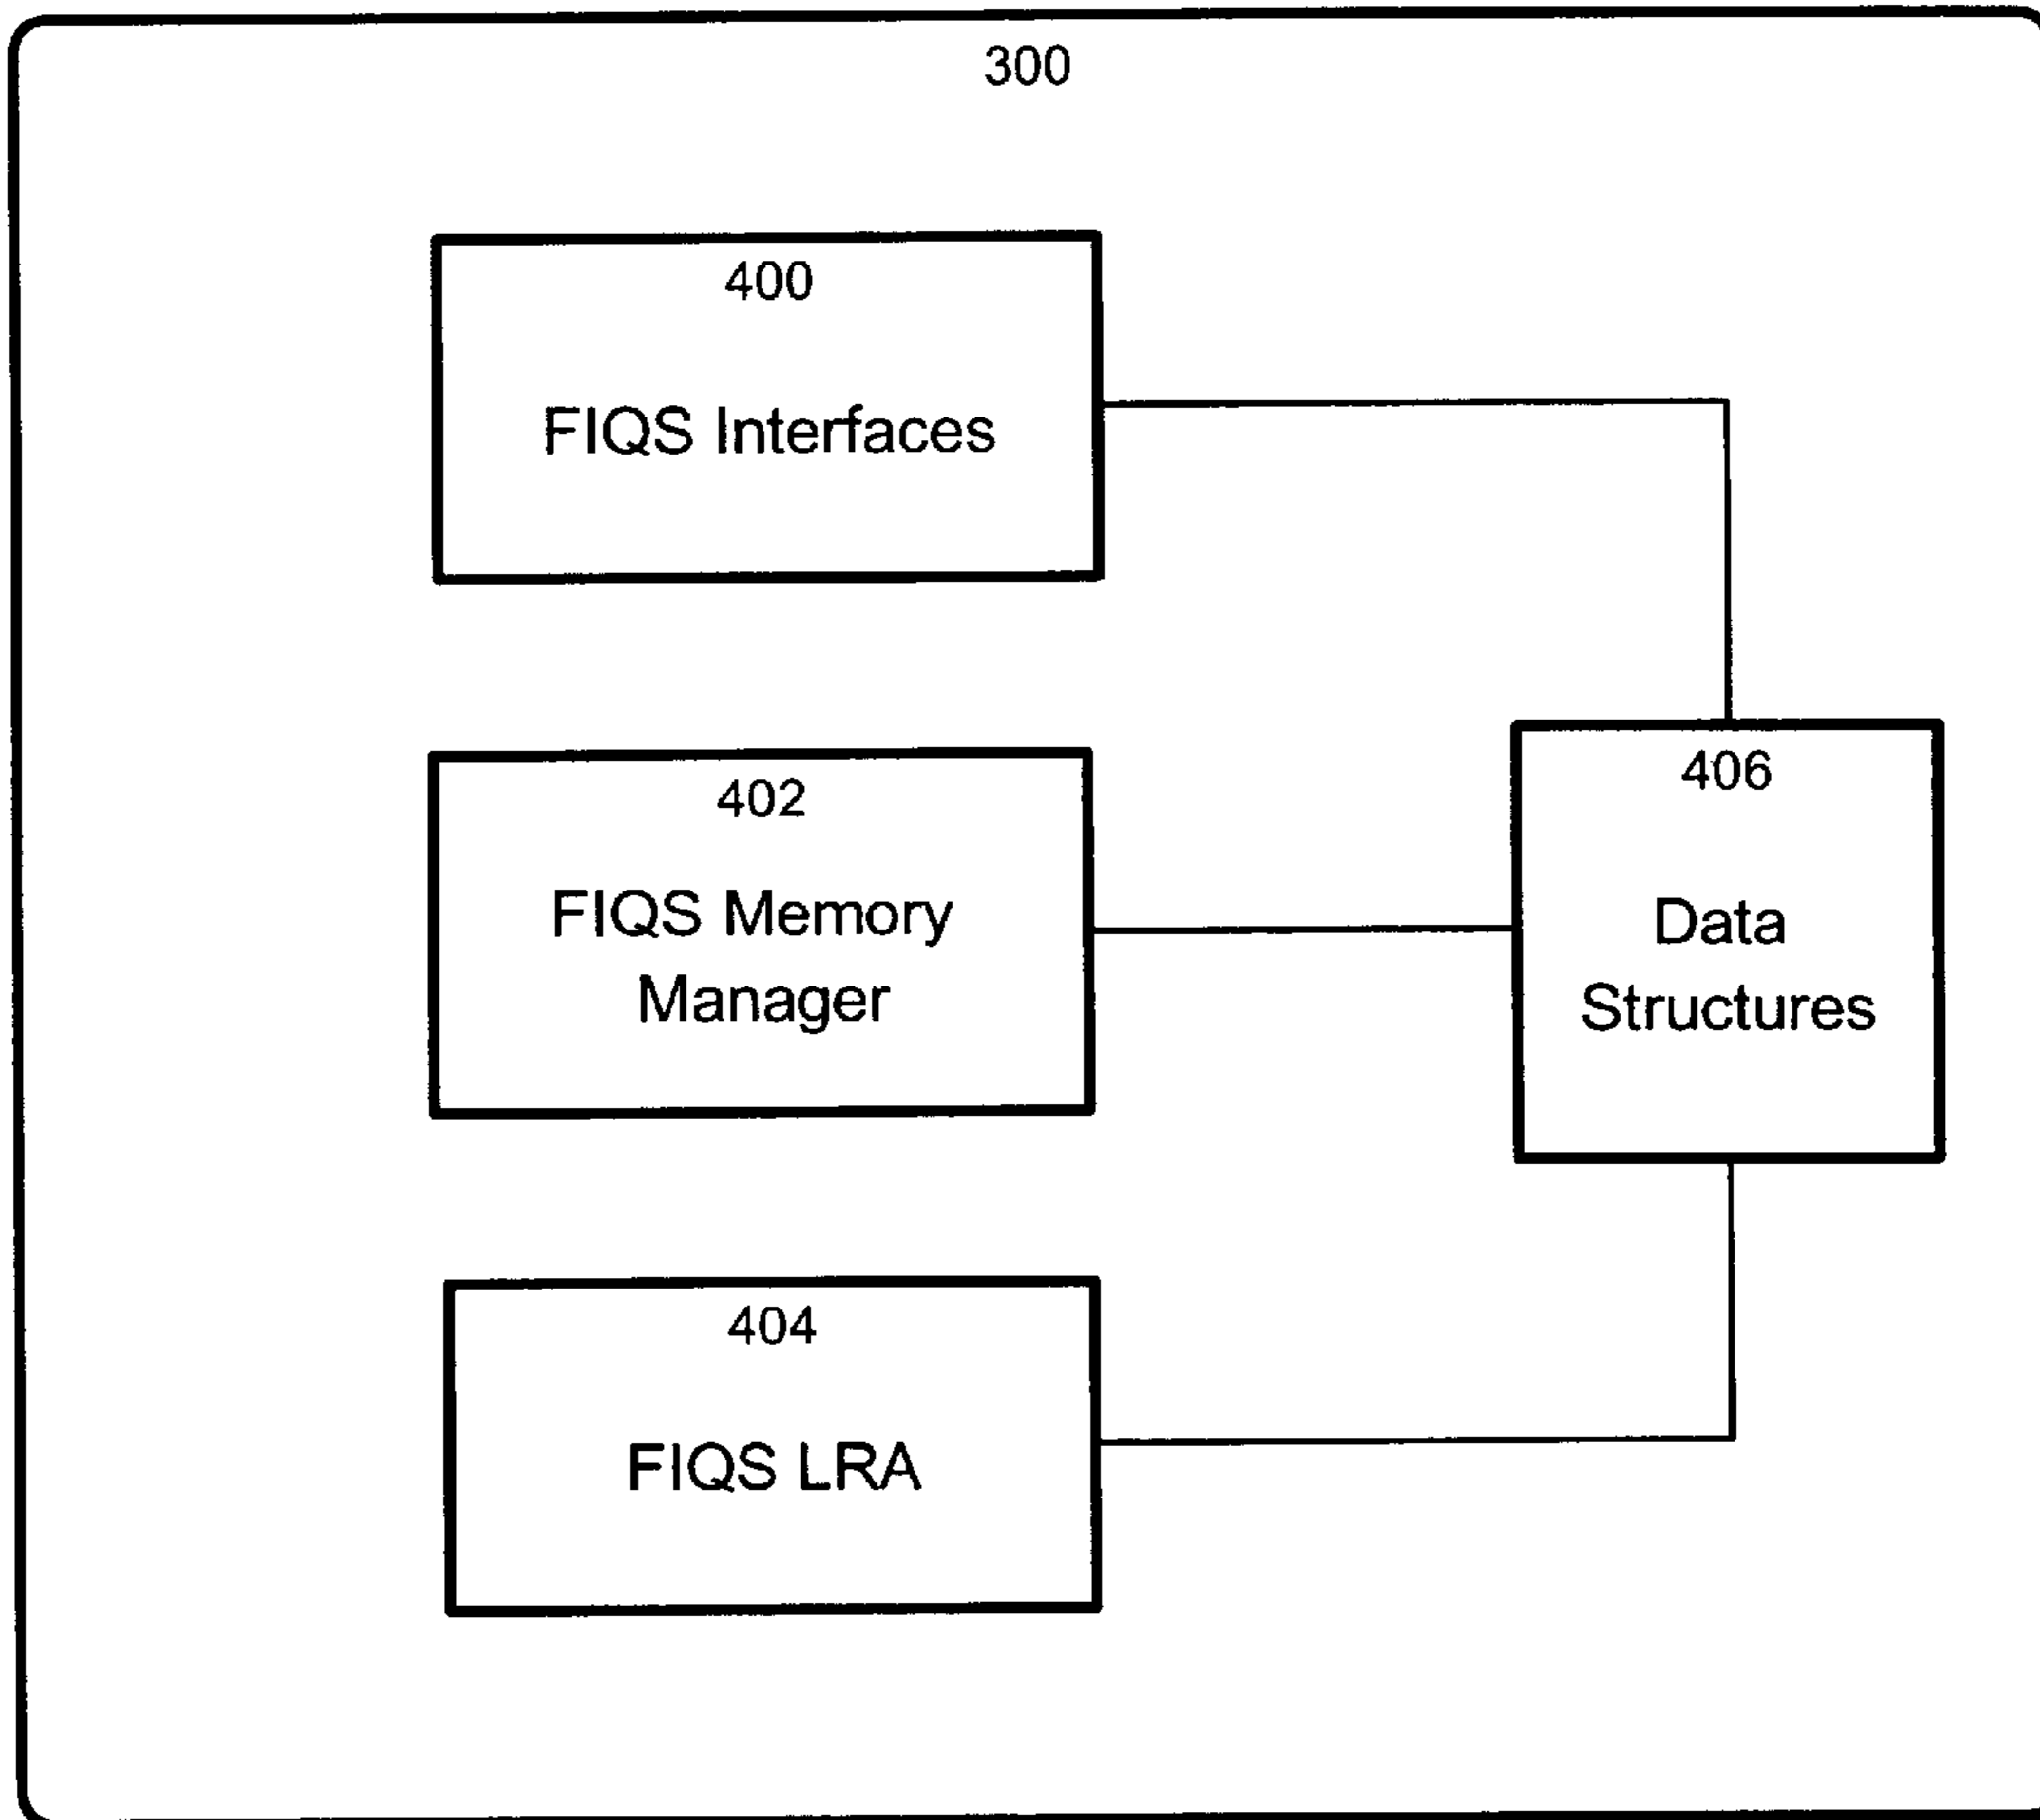 300
400
FIQS Interfaces
402
FIQS Memory
Manager
406
Data
Structures
404
FIQS LRA